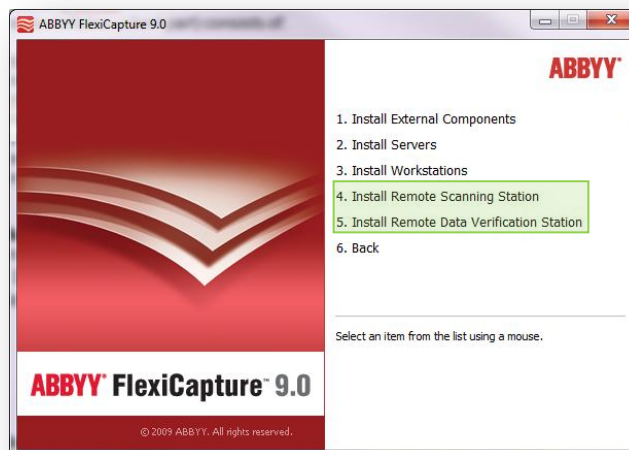 ABBYY FlexiCapture 9.0
ABBYY
1. Install External Components
2. Install Servers
3. Install Workstations
4. Install Remote Scanning Station
5. Install Remote Data Verification Station
6. Back
Select an item from the list using a mouse.
ABBYY FlexiCapture™ 9.0
© 2009 ABBYY. All rights reserved.